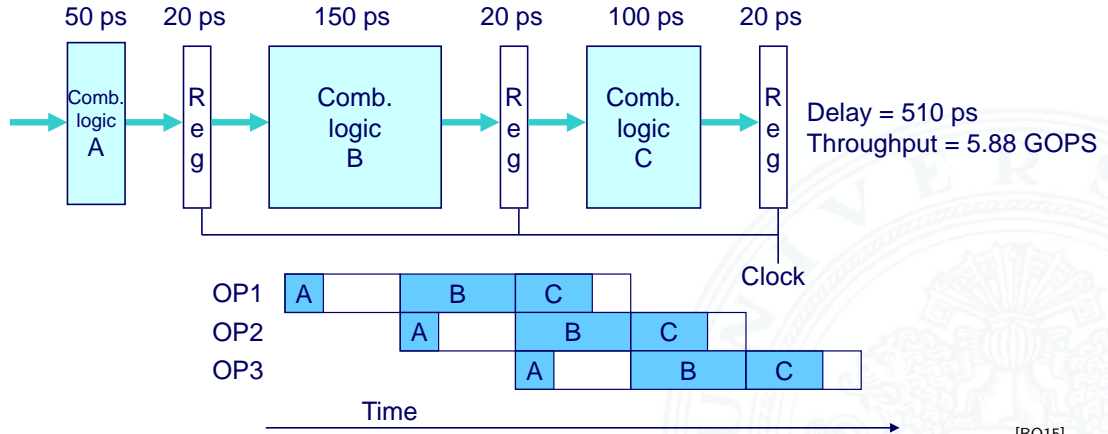 50 ps 20 ps 150 ps 20 ps 100 ps 20 ps
Comb.
logic
A
R
e
g
Comb.
logic
B
R
e
g
Comb.
logic
C
R
e
g
Delay = 510 ps
Throughput = 5.88 GOPS
Clock
OP1 A B C
OP2 A B C
OP3 A B C
Time